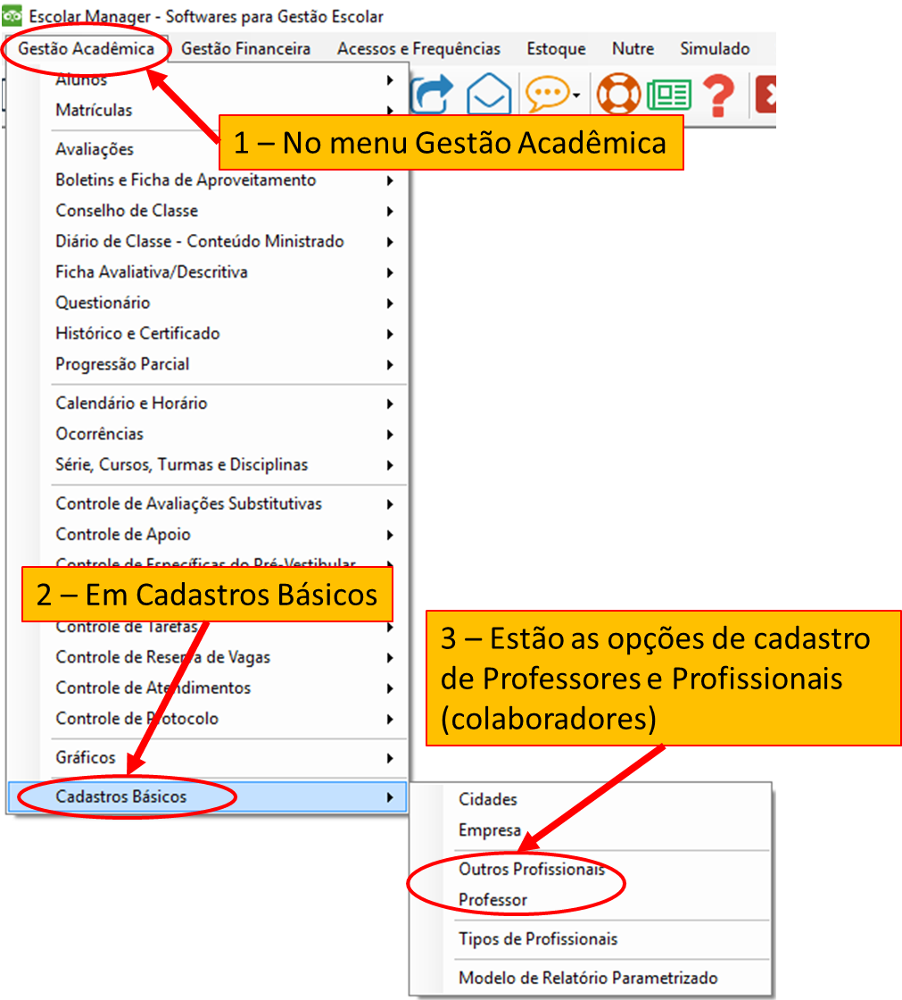 Escolar Manager - Softwares para Gestão Escolar
Gestão Acadêmica Gestão Financeira Acessos e Frequências Estoque Nutre Simulado
Alunos
Matrículas
1 – No menu Gestão Acadêmica
Avaliações
Boletins e Ficha de Aproveitamento
Conselho de Classe
Diário de Classe - Conteúdo Ministrado
Ficha Avaliativa/Descritiva
Questionário
Histórico e Certificado
Progressão Parcial
Calendário e Horário
Ocorrências
Série, Cursos, Turmas e Disciplinas
Controle de Avaliações Substitutivas
Controle de Apoio
Controle de Específicas do Pré-Vestibular
2 – Em Cadastros Básicos
Controle de Tarefas
Controle de Reserva de Vagas
Controle de Atendimentos
Controle de Protocolo
Gráficos
Cadastros Básicos
3 – Estão as opções de cadastro
de Professores e Profissionais
(colaboradores)
Cidades
Empresa
Outros Profissionais
Professor
Tipos de Profissionais
Modelo de Relatório Parametrizado